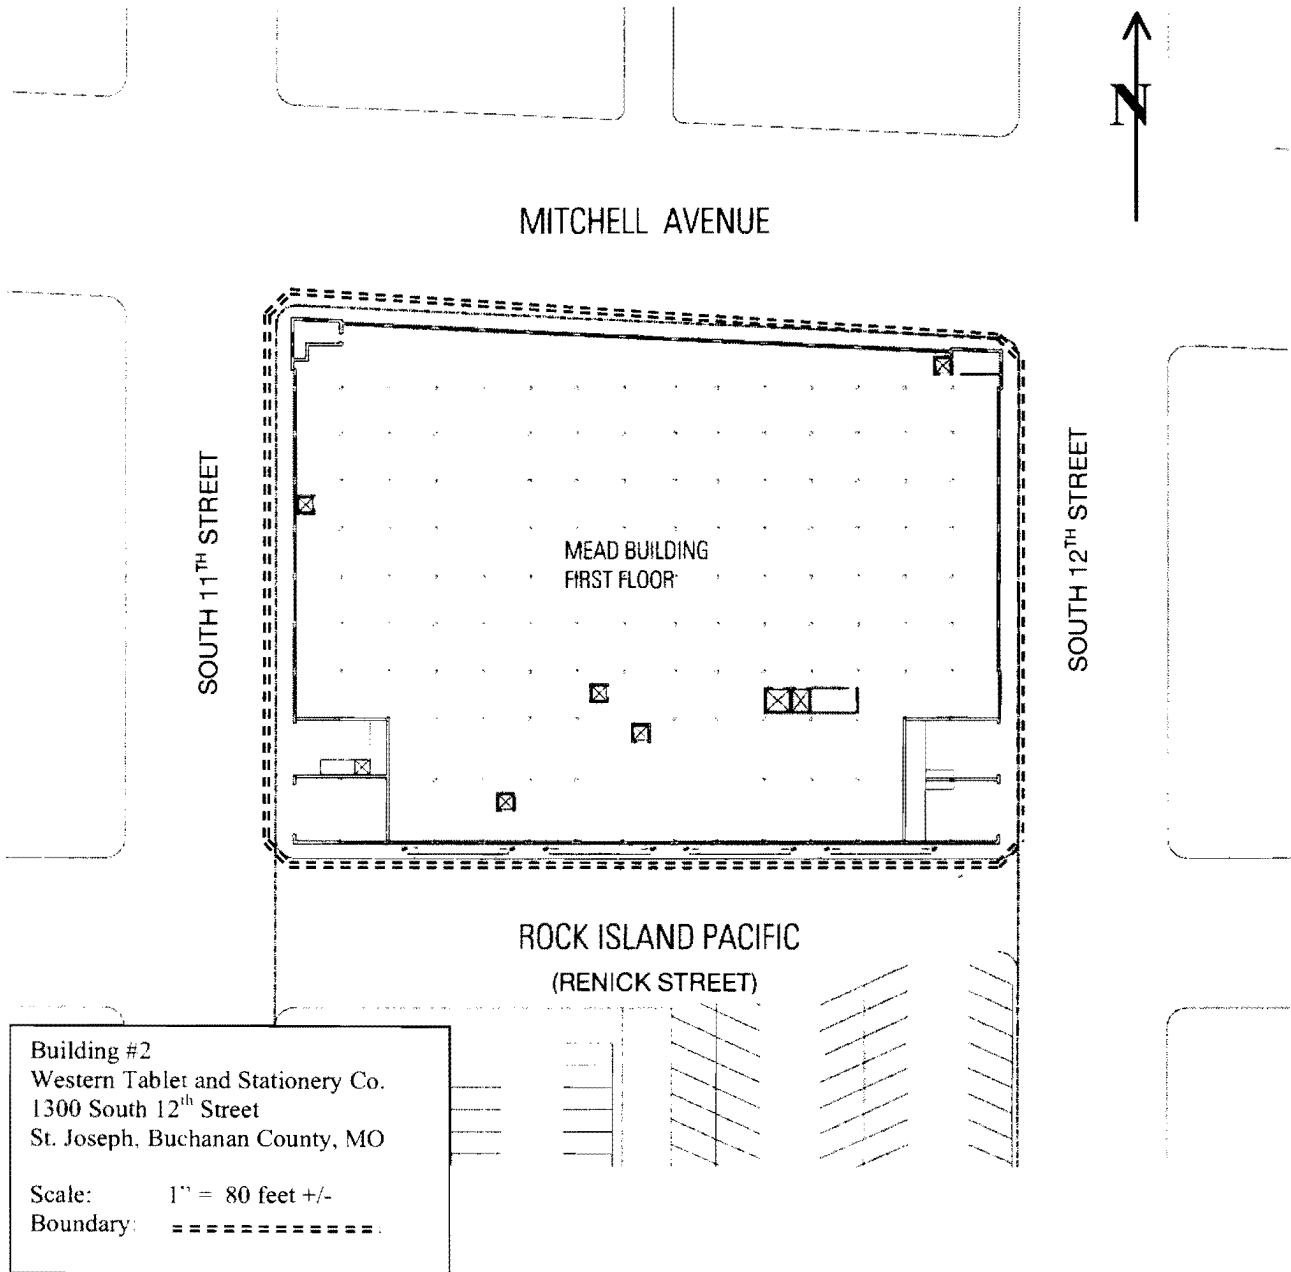 N
MITCHELL AVENUE
SOUTH 11TH STREET
MEAD BUILDING
FIRST FLOOR
SOUTH 12TH STREET
ROCK ISLAND PACIFIC
(RENICK STREET)
Building #2
Western Tablet and Stationery Co.
1300 South 12th Street
St. Joseph, Buchanan County, MO
Scale: 1" = 80 feet +/-
Boundary: